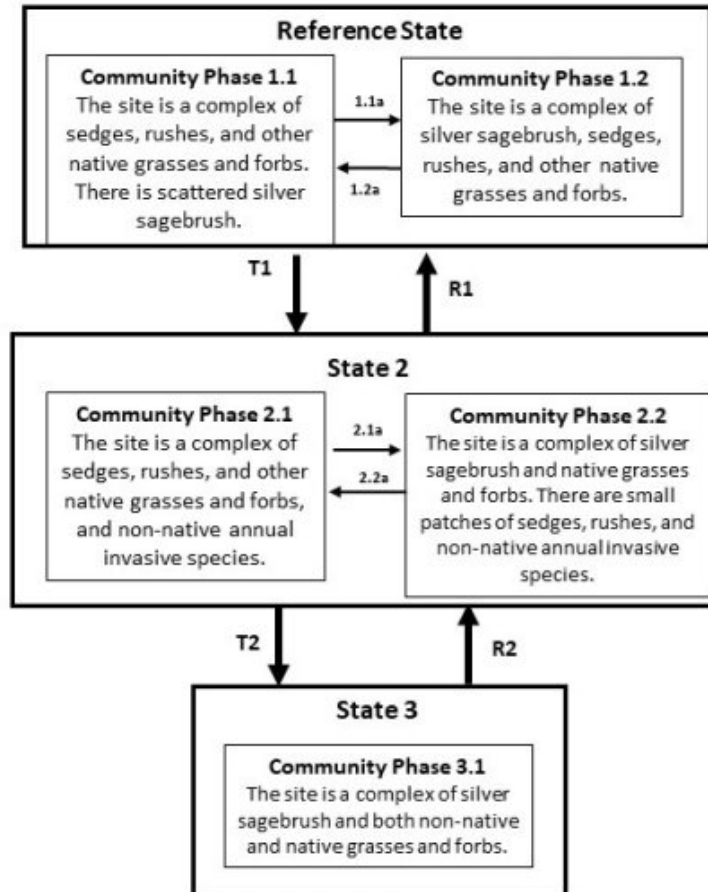 Reference State
Community Phase 1.1
The site is a complex of
sedges, rushes, and other
native grasses and forbs.
There is scattered silver
sagebrush.
1.1a
1.2a
Community Phase 1.2
The site is a complex of
silver sagebrush, sedges,
rushes, and other native
grasses and forbs.
T1
R1
State 2
Community Phase 2.1
The site is a complex of
sedges, rushes, and other
native grasses and forbs,
and non-native annual
invasive species.
2.1a
2.2a
Community Phase 2.2
The site is a complex of silver
sagebrush and native grasses
and forbs. There are small
patches of sedges, rushes, and
non-native annual invasive
species.
T2
R2
State 3
Community Phase 3.1
The site is a complex of silver
sagebrush and both non-native
and native grasses and forbs.